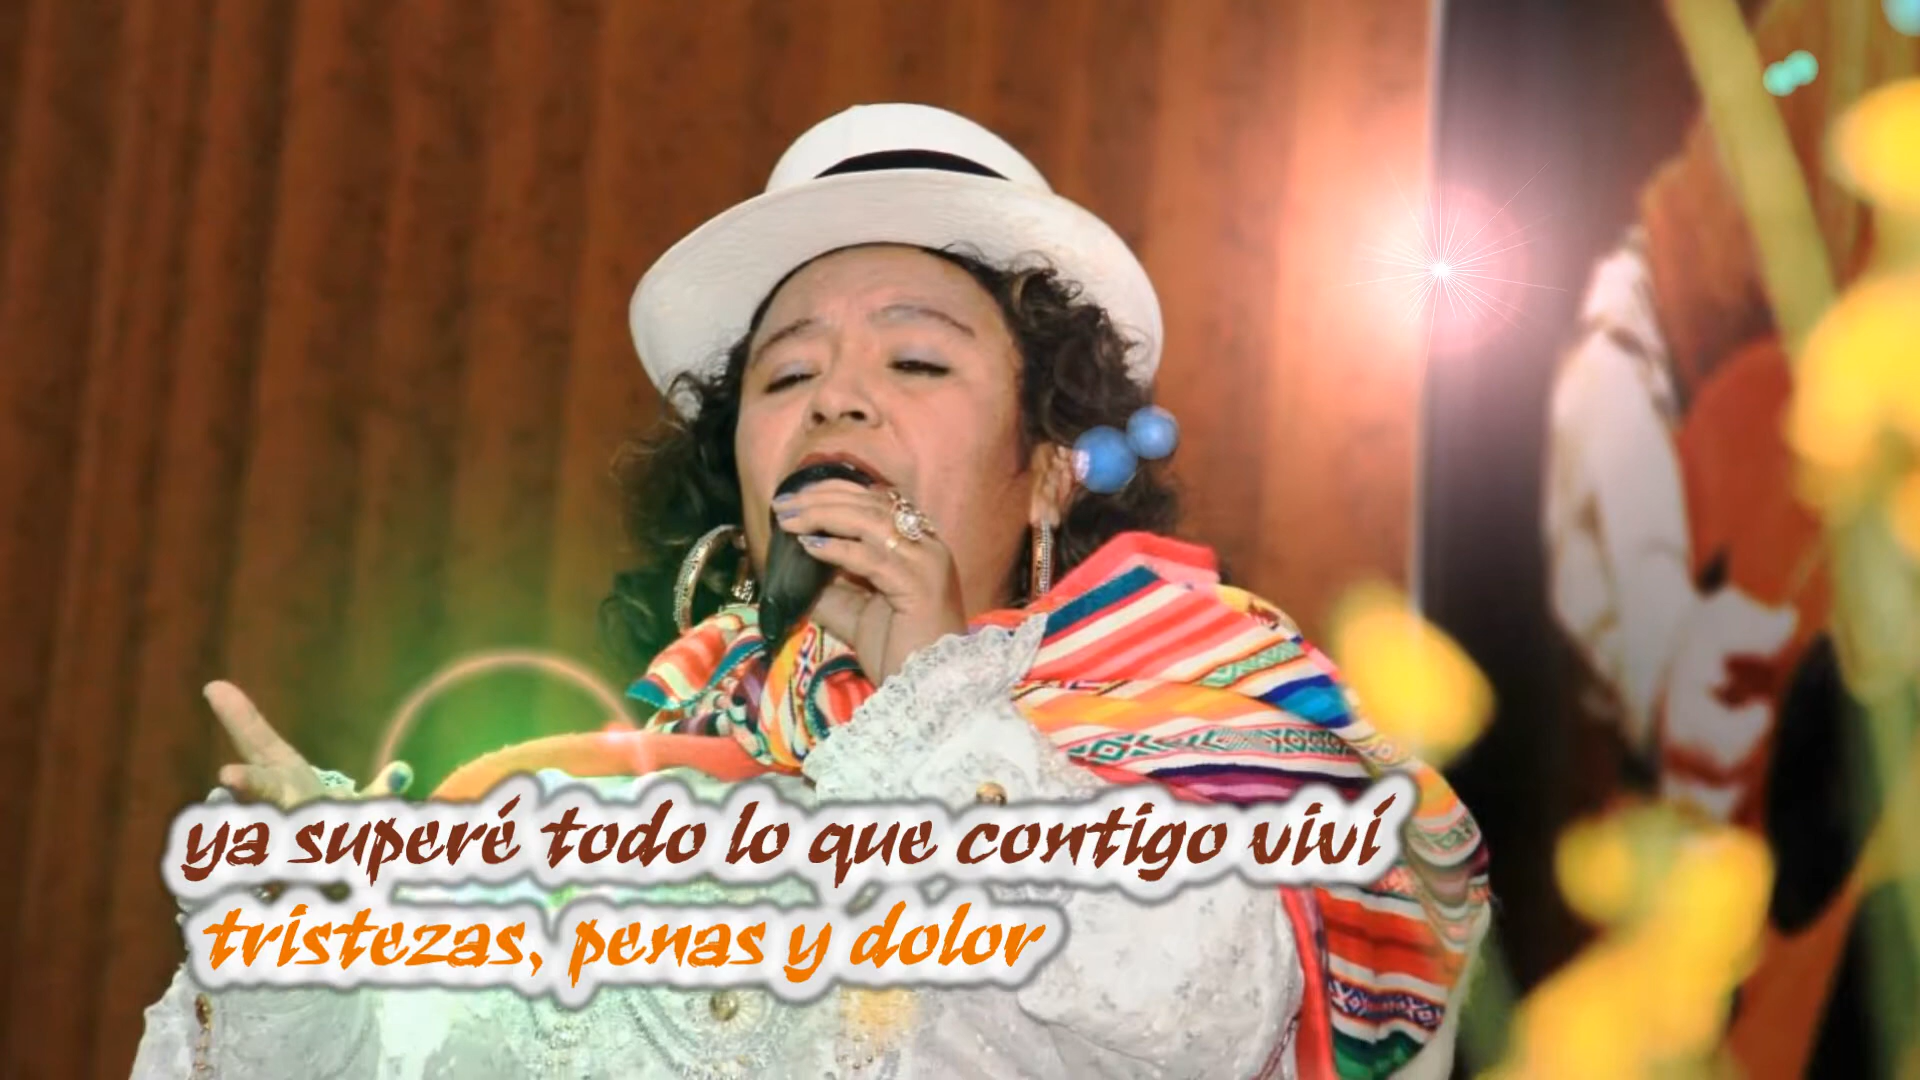 ya superé todo lo que contigo viví
tristezas, penas y dolor